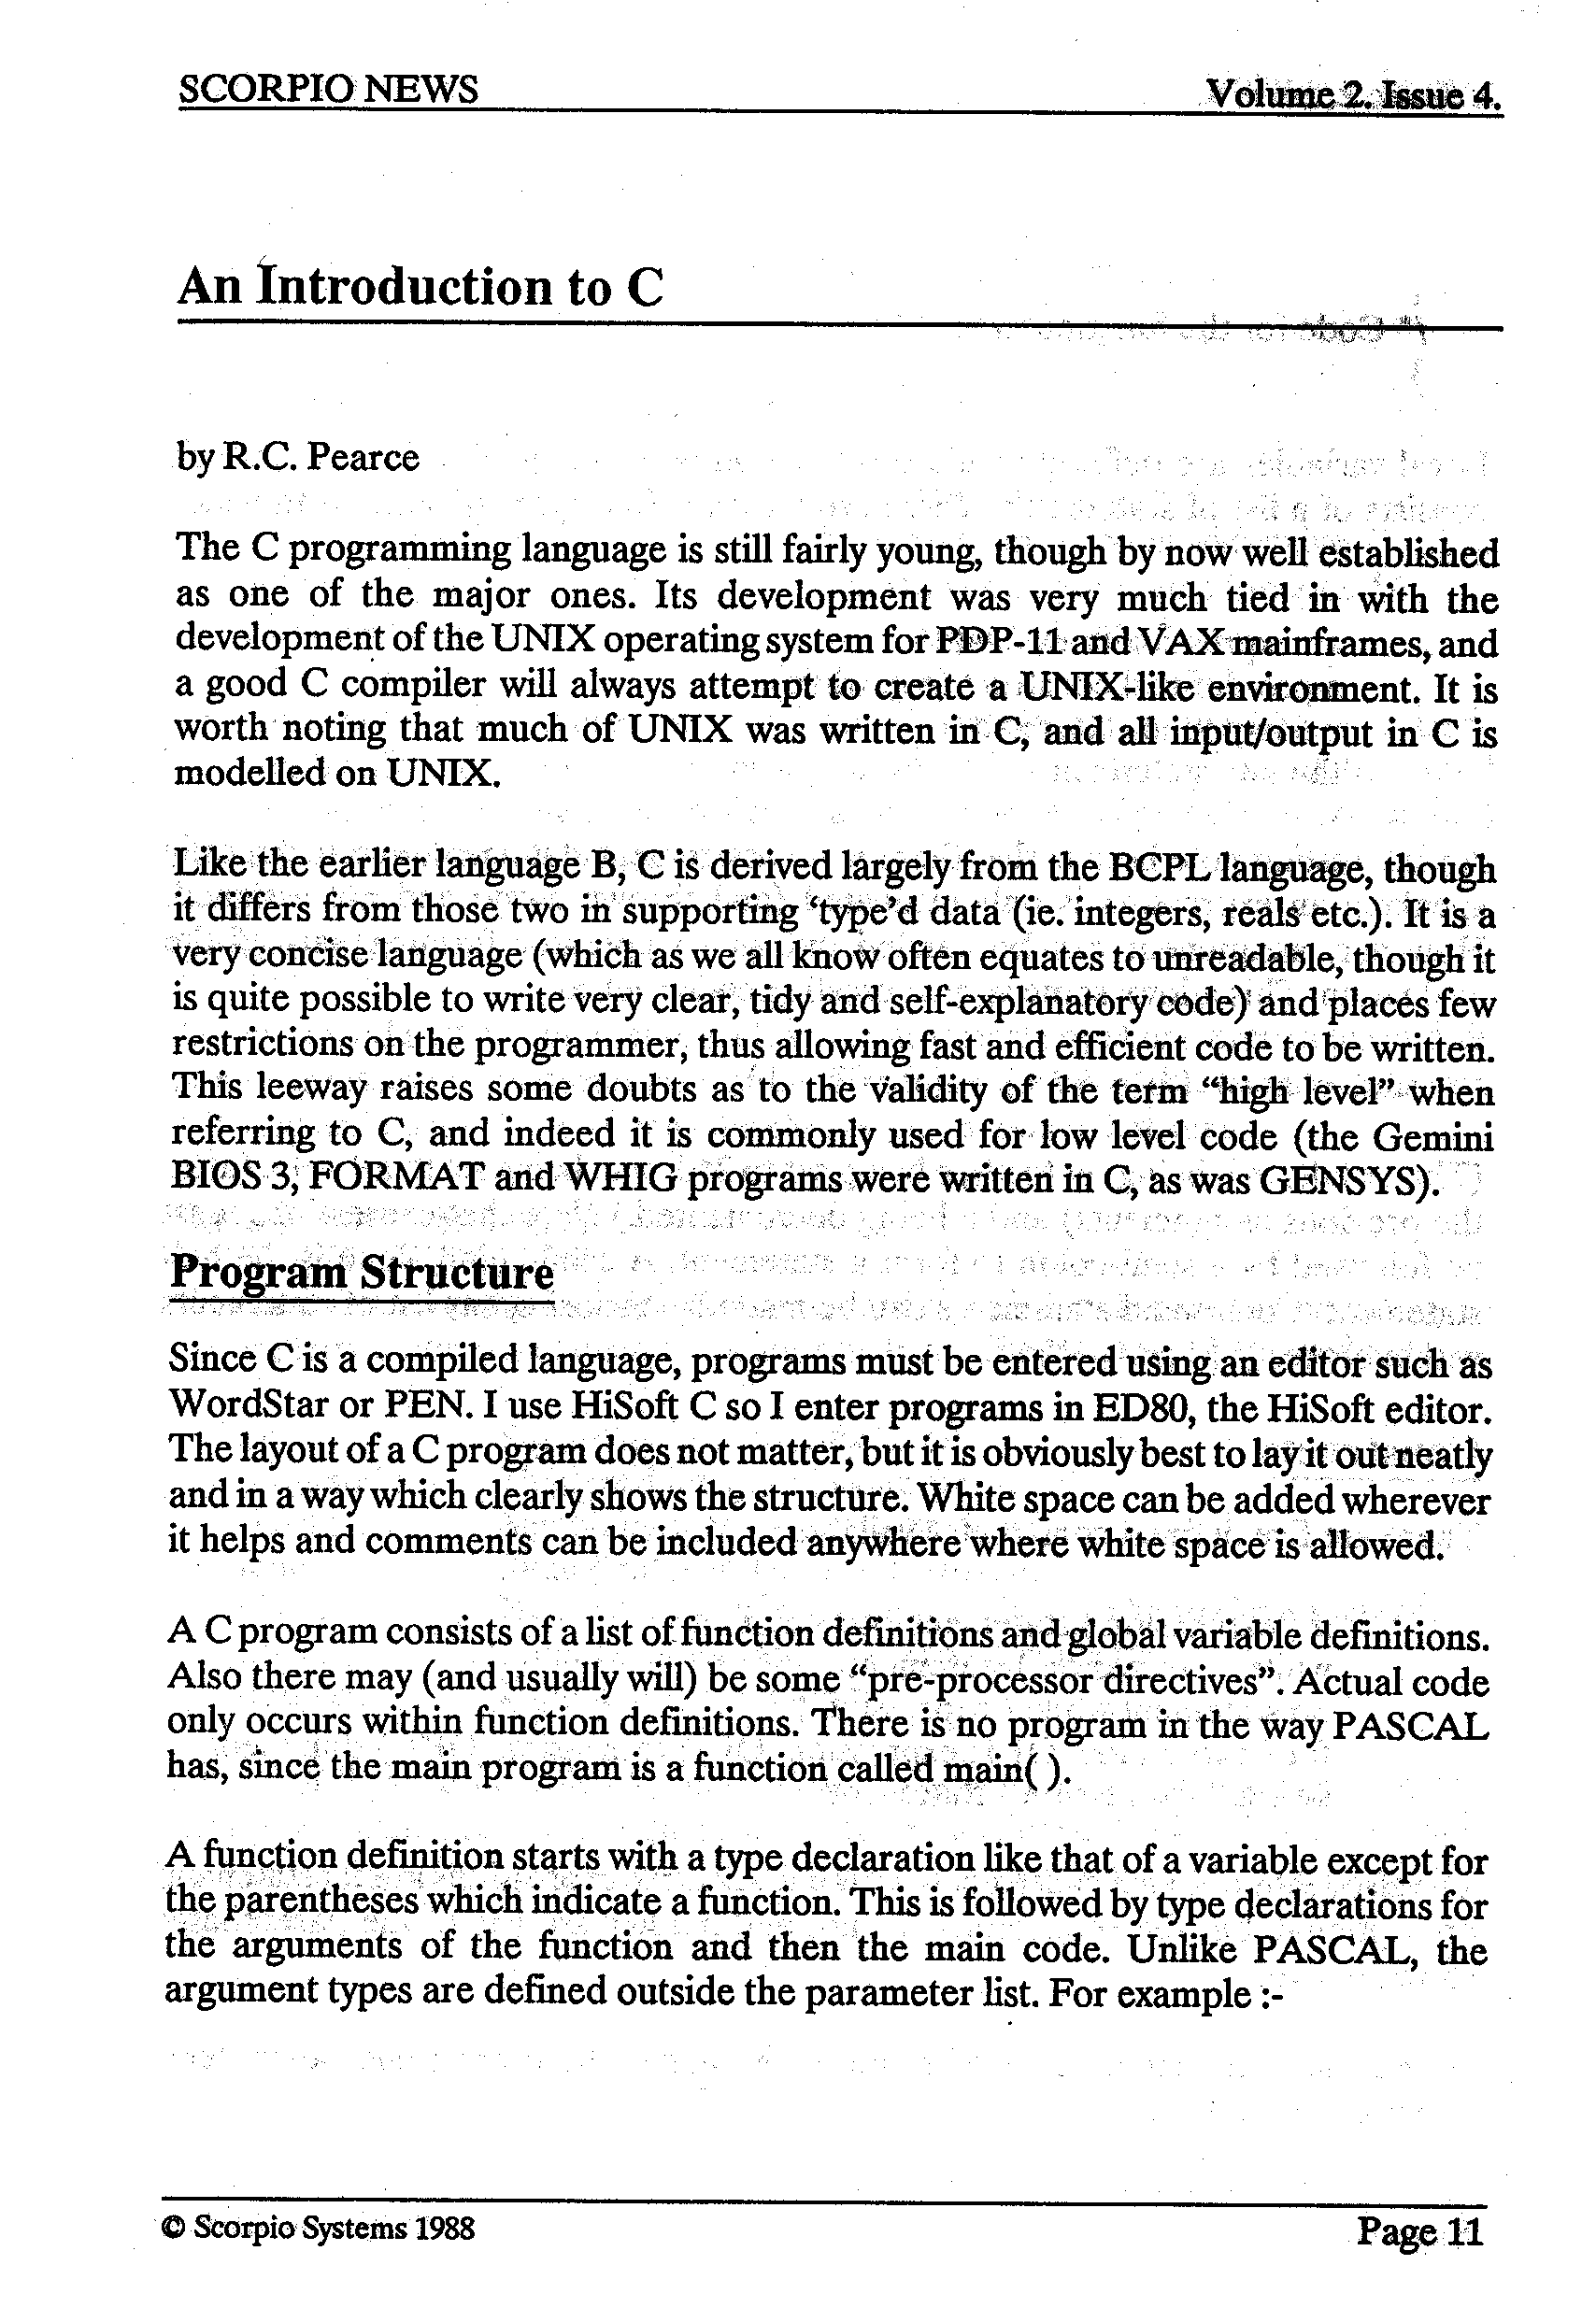 SCORPIO NEWS Volume 2. Issue 4.
An Introduction to C
by R.C. Pearce
The C programming language is still fairly young, though by now well established
as one of the major ones. Its development was very much tied in with the
development of the UNIX operating system for PDP-11 and VAX mainframes, and
a good C compiler will always attempt to create a UNIX-like environment. It is
worth noting that much of UNIX was written in C, and all input/output in C is
modelled on UNIX.
Like the earlier language B, C is derived largely from the BCPL language, though
it differs from those two in supporting ‘type’d data (ie. integers, reals etc.). It is a
very concise language (which as we all know often equates to unreadable, though it
is quite possible to write very clear, tidy and self-explanatory code) and places few
restrictions on the programmer, thus allowing fast and efficient code to be written.
This leeway raises some doubts as to the validity of the term “high level” when
referring to C, and indeed it is commonly used for low level code (the Gemini
BIOS 3, FORMAT and WHIG programs were written in C, as was GENSYS).
Program Structure
Since C is a compiled language, programs must be entered using an editor such as
WordStar or PEN. I use HiSoft C so I enter programs in ED80, the HiSoft editor.
The layout of a C program does not matter, but it is obviously best to lay it out neatly
and in a way which clearly shows the structure. White space can be added wherever
it helps and comments can be included anywhere where white space is allowed.
A C program consists of a list of function definitions and global variable definitions.
Also there may (and usually will) be some “pre-processor directives”. Actual code
only occurs within function definitions. There is no program in the way PASCAL
has, since the main program is a function called main( ).
A function definition starts with a type declaration like that of a variable except for
the parentheses which indicate a function. This is followed by type declarations for
the arguments of the function and then the main code. Unlike PASCAL, the
argument types are defined outside the parameter list. For example :-
© Scorpio Systems 1988 Page 11